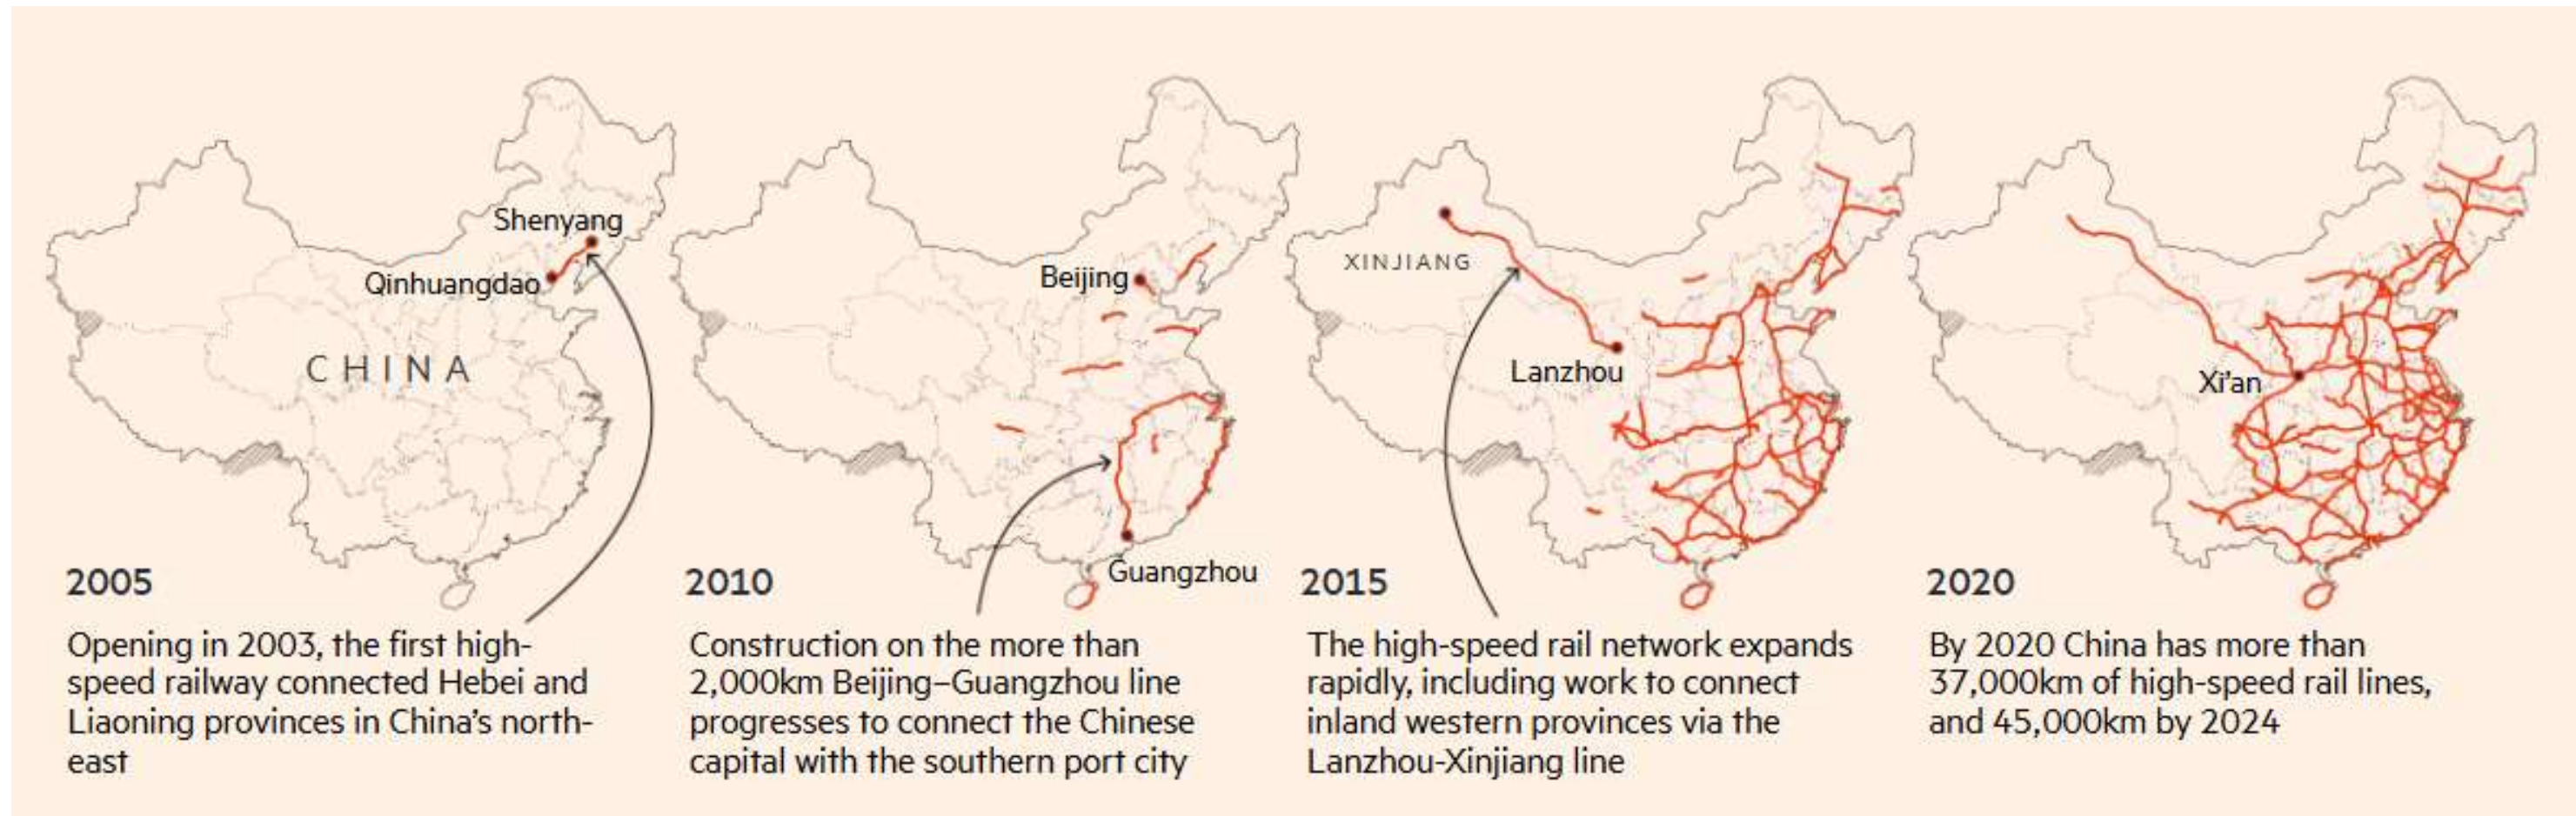 Shenyang
Qinhuangdao
CHINA
2005
Opening in 2003, the first high-
speed railway connected Hebei and
Liaoning provinces in China's north-
east
Beijing
Guangzhou
2010
Construction on the more than
2,000km Beijing–Guangzhou line
progresses to connect the Chinese
capital with the southern port city
XINJIANG
Lanzhou
2015
The high-speed rail network expands
rapidly, including work to connect
inland western provinces via the
Lanzhou-Xinjiang line
Xi'an
2020
By 2020 China has more than
37,000km of high-speed rail lines,
and 45,000km by 2024